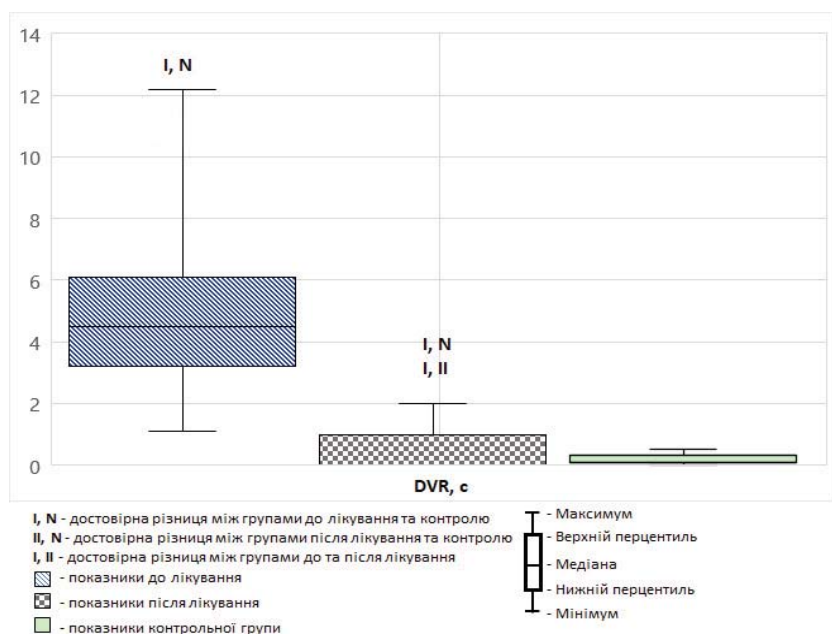 14
12
10
8
6
4
2
0
I, N
I, N
I, II
DVR, с
I, N - достовірна різниця між групами до лікування та контролю
II, N - достовірна різниця між групами після лікування та контролю
I, II - достовірна різниця між групами до та після лікування
- показники до лікування
- показники після лікування
- показники контрольної групи
- Максимум
- Верхній перцентиль
- Медіана
- Нижній перцентиль
- Мінімум